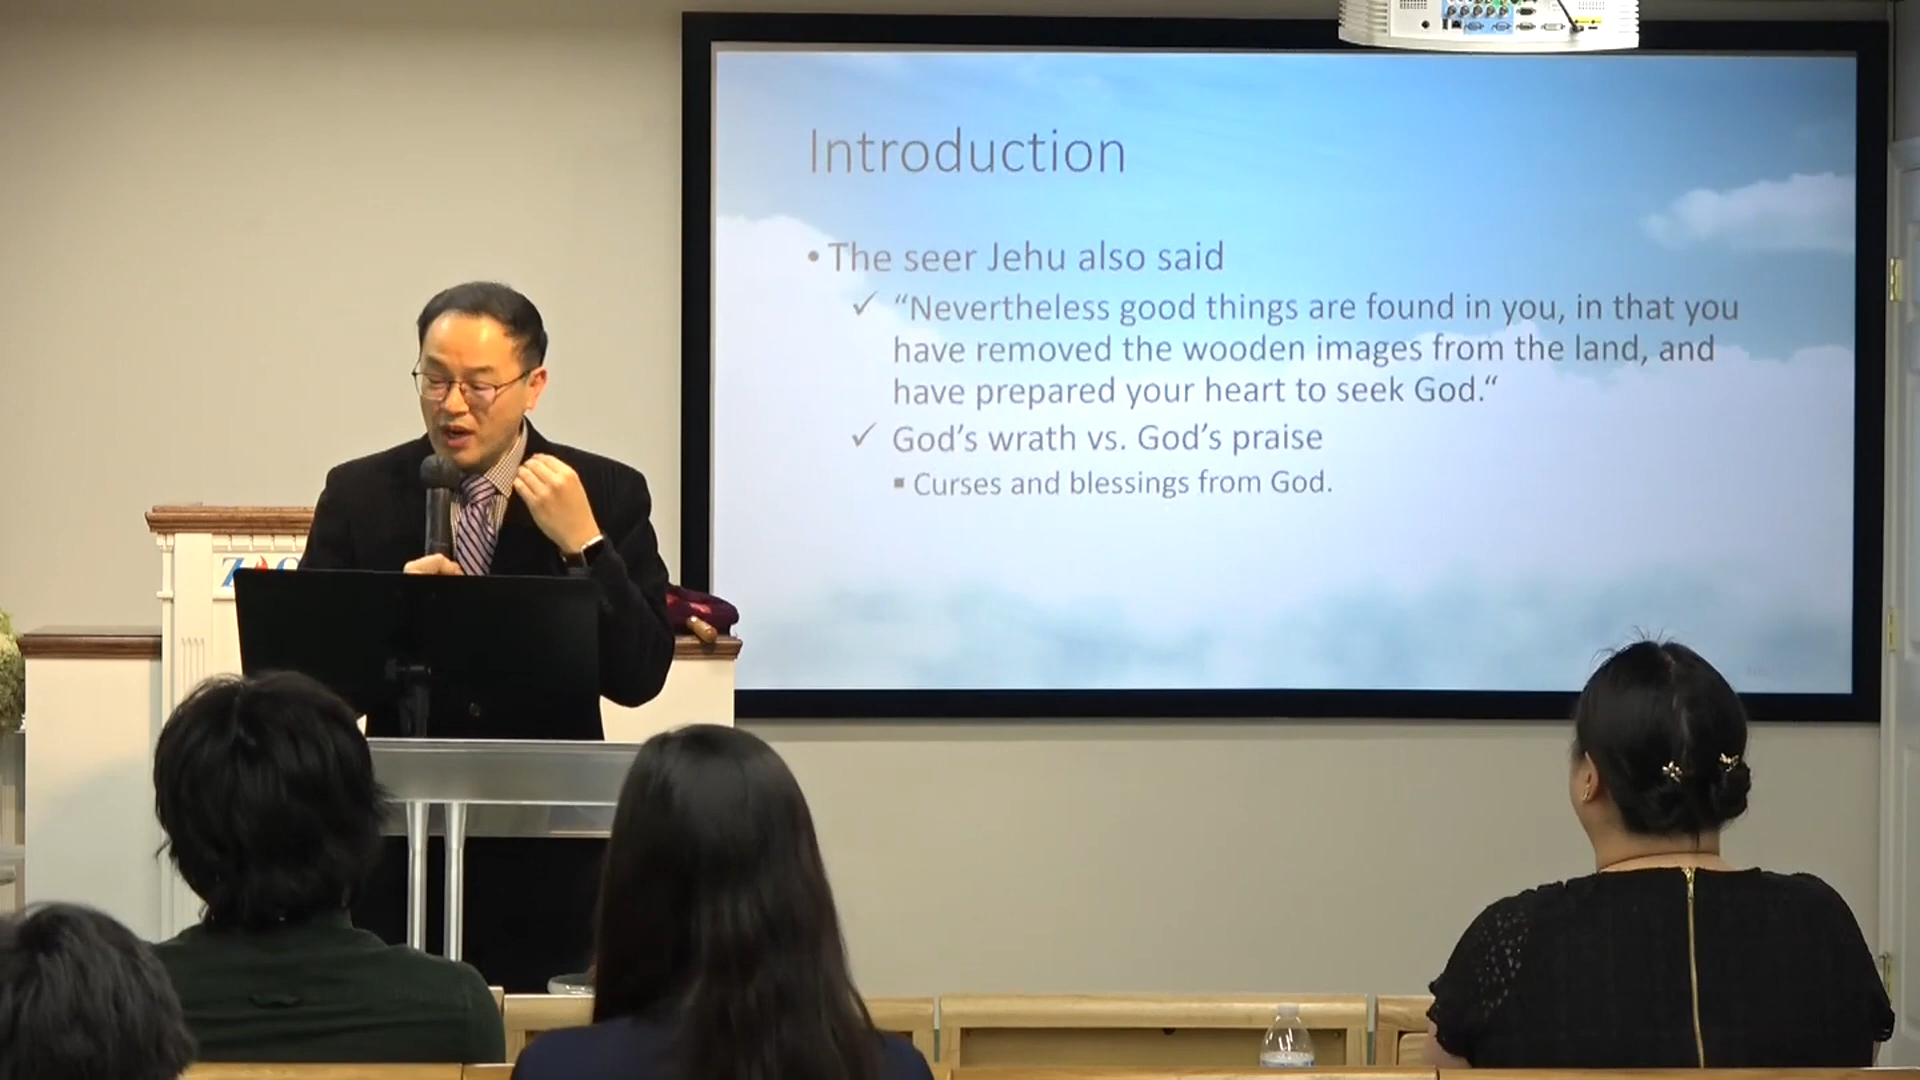 Introduction
• The seer Jehu also said
✓ “Nevertheless good things are found in you, in that you
have removed the wooden images from the land, and
have prepared your heart to seek God.“
✓ God’s wrath vs. God’s praise
▪ Curses and blessings from God.